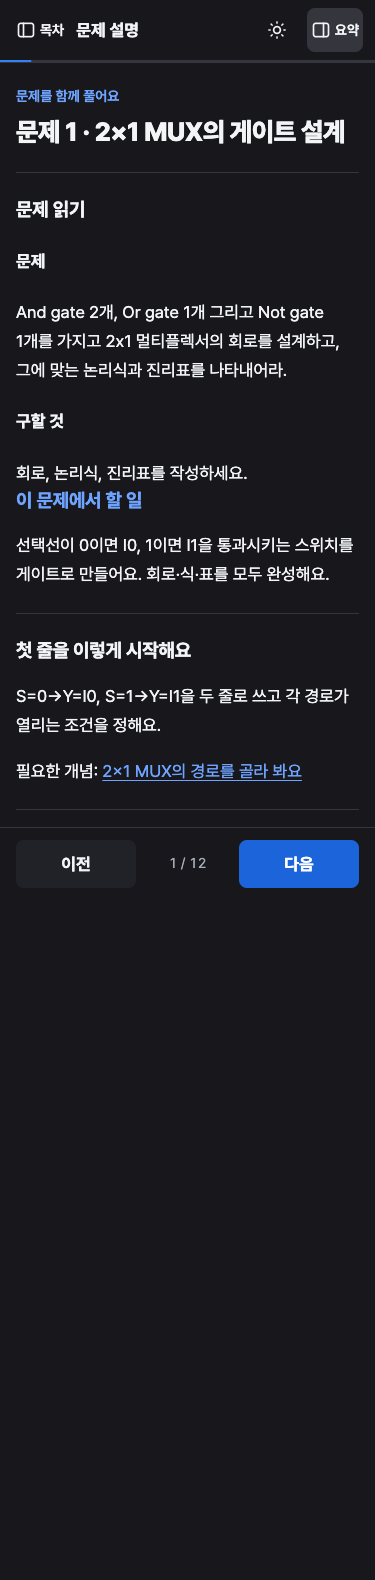 목차 문제 설명 요약
문제를 함께 풀어요
문제 1 · 2×1 MUX의 게이트 설계
문제 읽기
문제
And gate 2개, Or gate 1개 그리고 Not gate
1개를 가지고 2x1 멀티플렉서의 회로를 설계하고,
그에 맞는 논리식과 진리표를 나타내어라.
구할 것
회로, 논리식, 진리표를 작성하세요.
이 문제에서 할 일
선택선이 0이면 I0, 1이면 I1을 통과시키는 스위치를
게이트로 만들어요. 회로·식·표를 모두 완성해요.
첫 줄을 이렇게 시작해요
S=0→Y=I0, S=1→Y=I1을 두 줄로 쓰고 각 경로가
열리는 조건을 정해요.
필요한 개념: 2×1 MUX의 경로를 골라 봐요
이전 1 / 12 다음